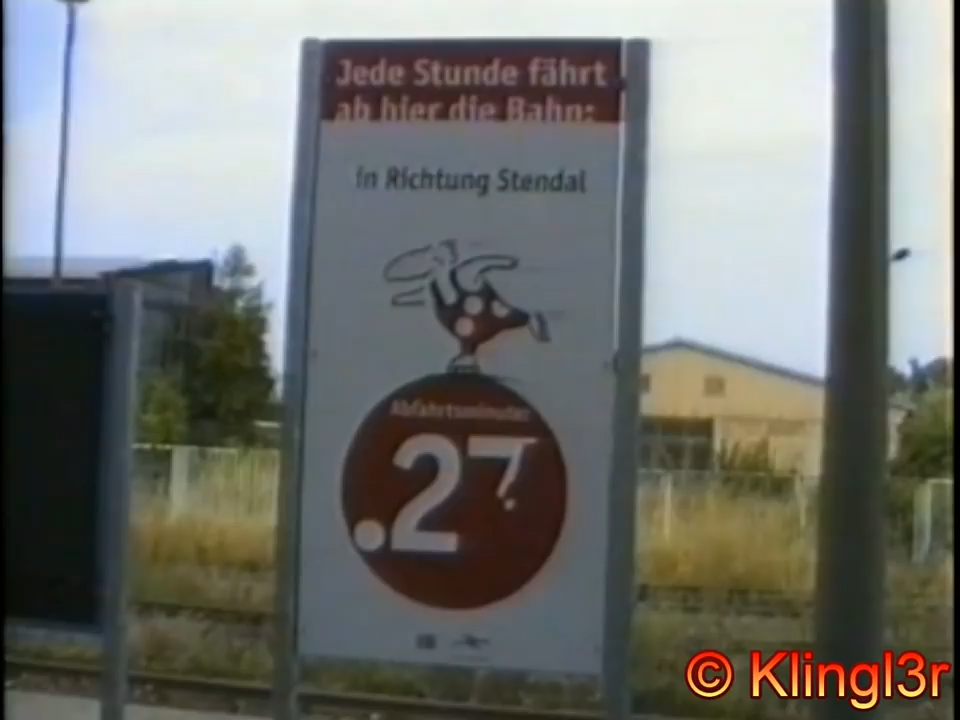 Jede Stunde fährt
ab hier die Bahn:
in Richtung Stendal
Abfahrtsminute:
.27
© Klingl3r